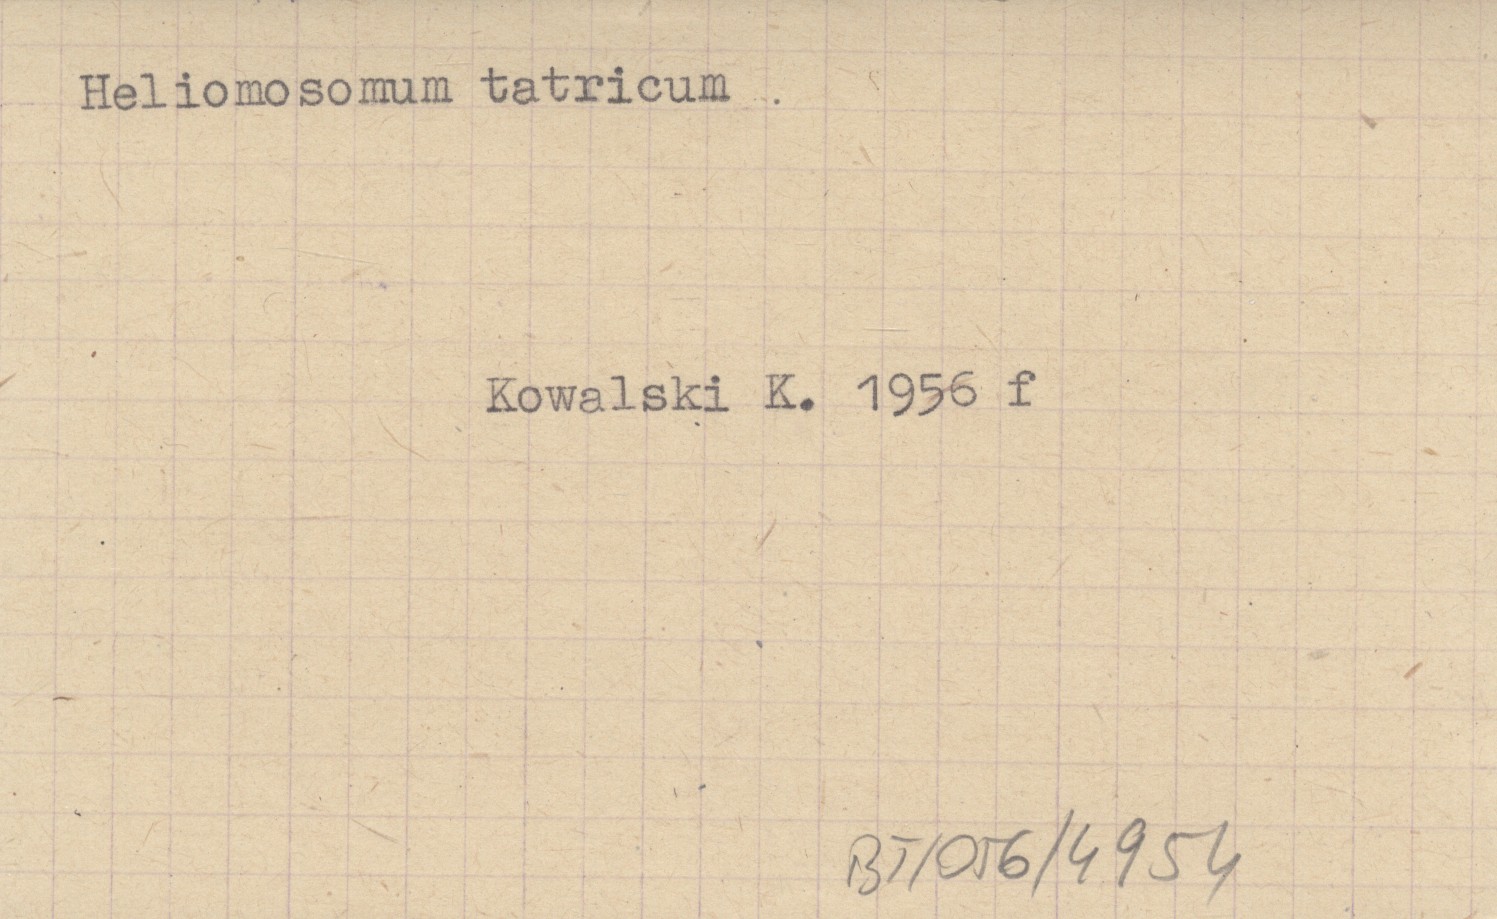 Heliomosomum tatricum .
Kowalski K. 1956 f
BT/056/4954